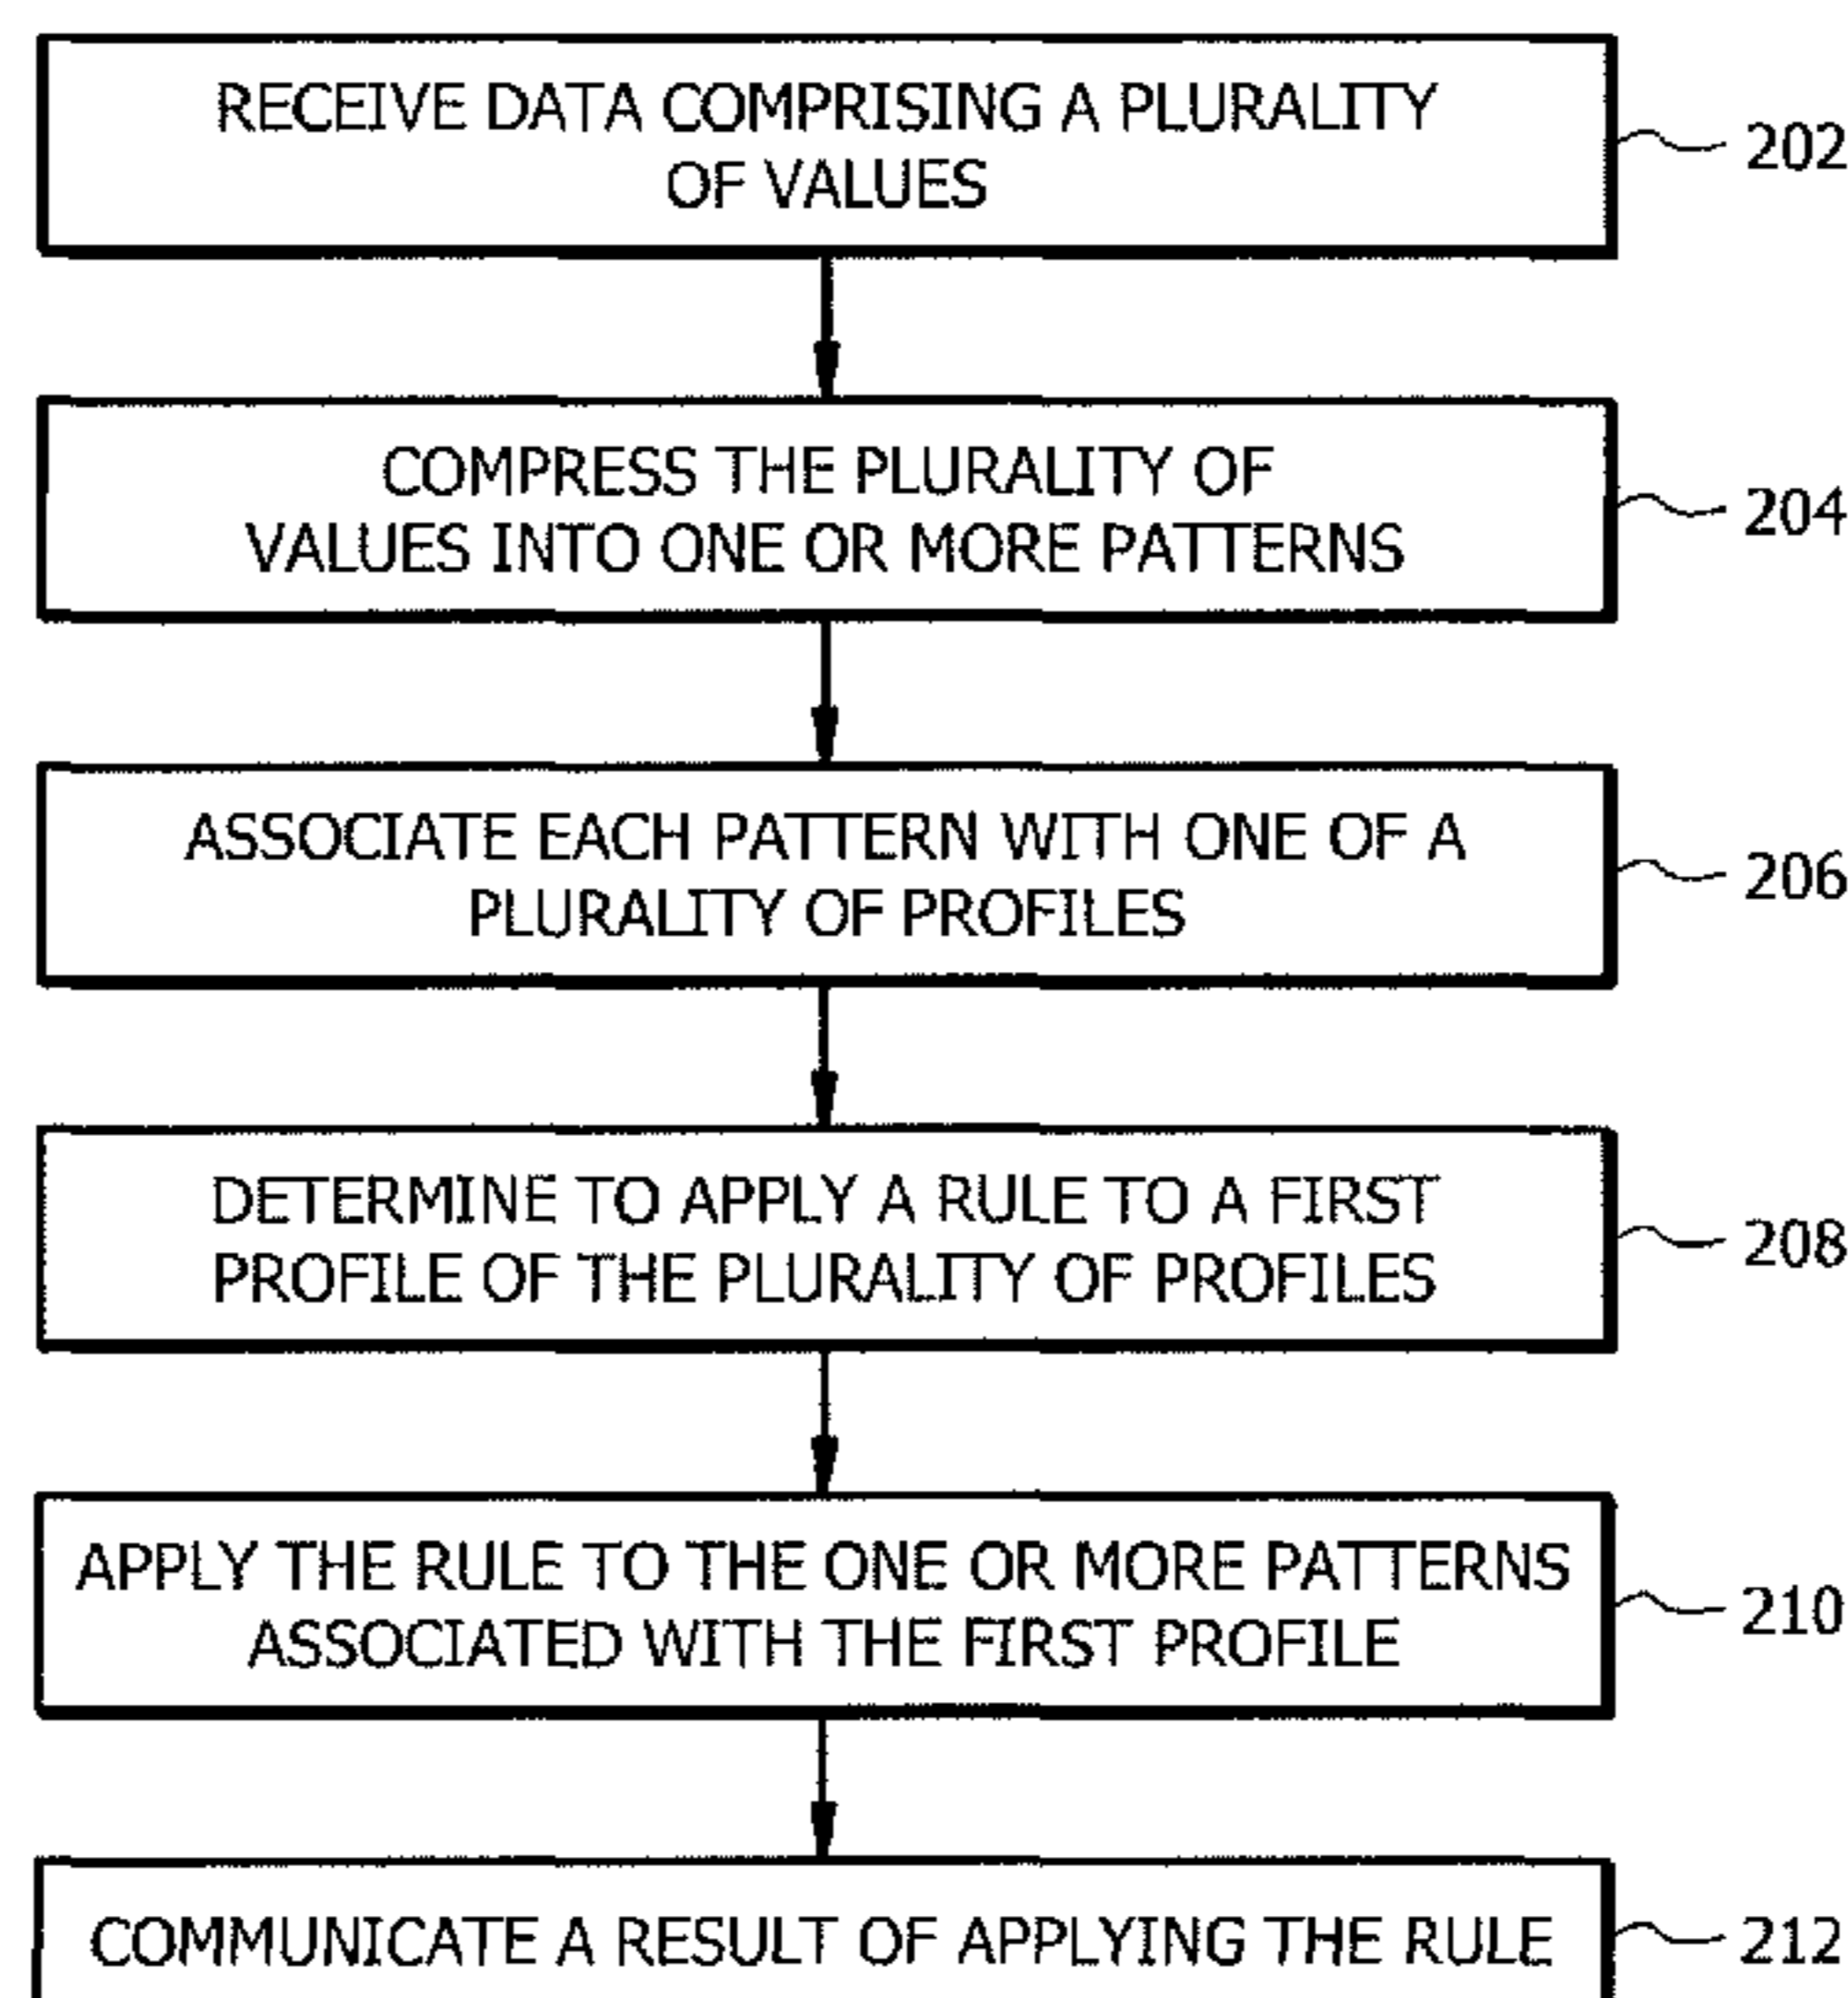 RECEIVE DATA COMPRISING A PLURALITY
OF VALUES
202
COMPRESS THE PLURALITY OF
VALUES INTO ONE OR MORE PATTERNS
204
ASSOCIATE EACH PATTERN WITH ONE OF A
PLURALITY OF PROFILES
206
DETERMINE TO APPLY A RULE TO A FIRST
PROFILE OF THE PLURALITY OF PROFILES
208
APPLY THE RULE TO THE ONE OR MORE PATTERNS
ASSOCIATED WITH THE FIRST PROFILE
210
COMMUNICATE A RESULT OF APPLYING THE RULE
212